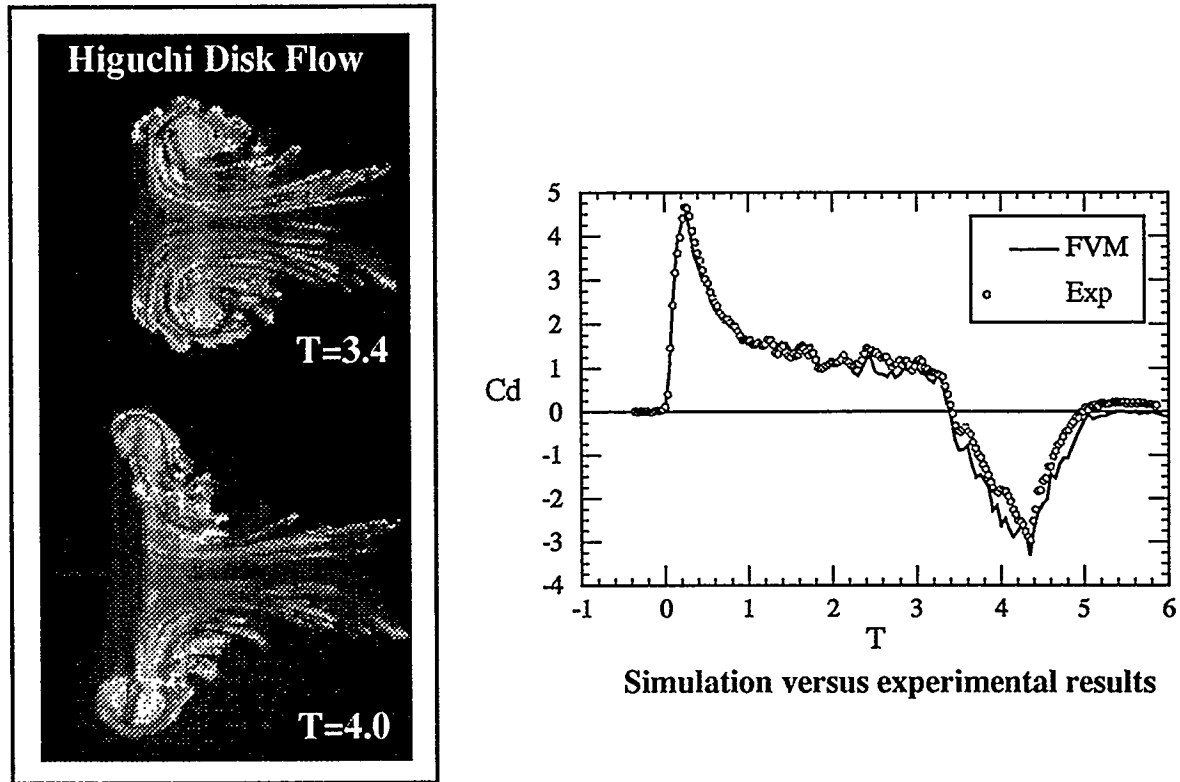 Higuchi Disk Flow
T=3.4
T=4.0
5
4
3
2
1
0
-1
-2
-3
-4
Cd
-1 0 1 2 3 4 5 6
T
FVM
Exp
Simulation versus experimental results